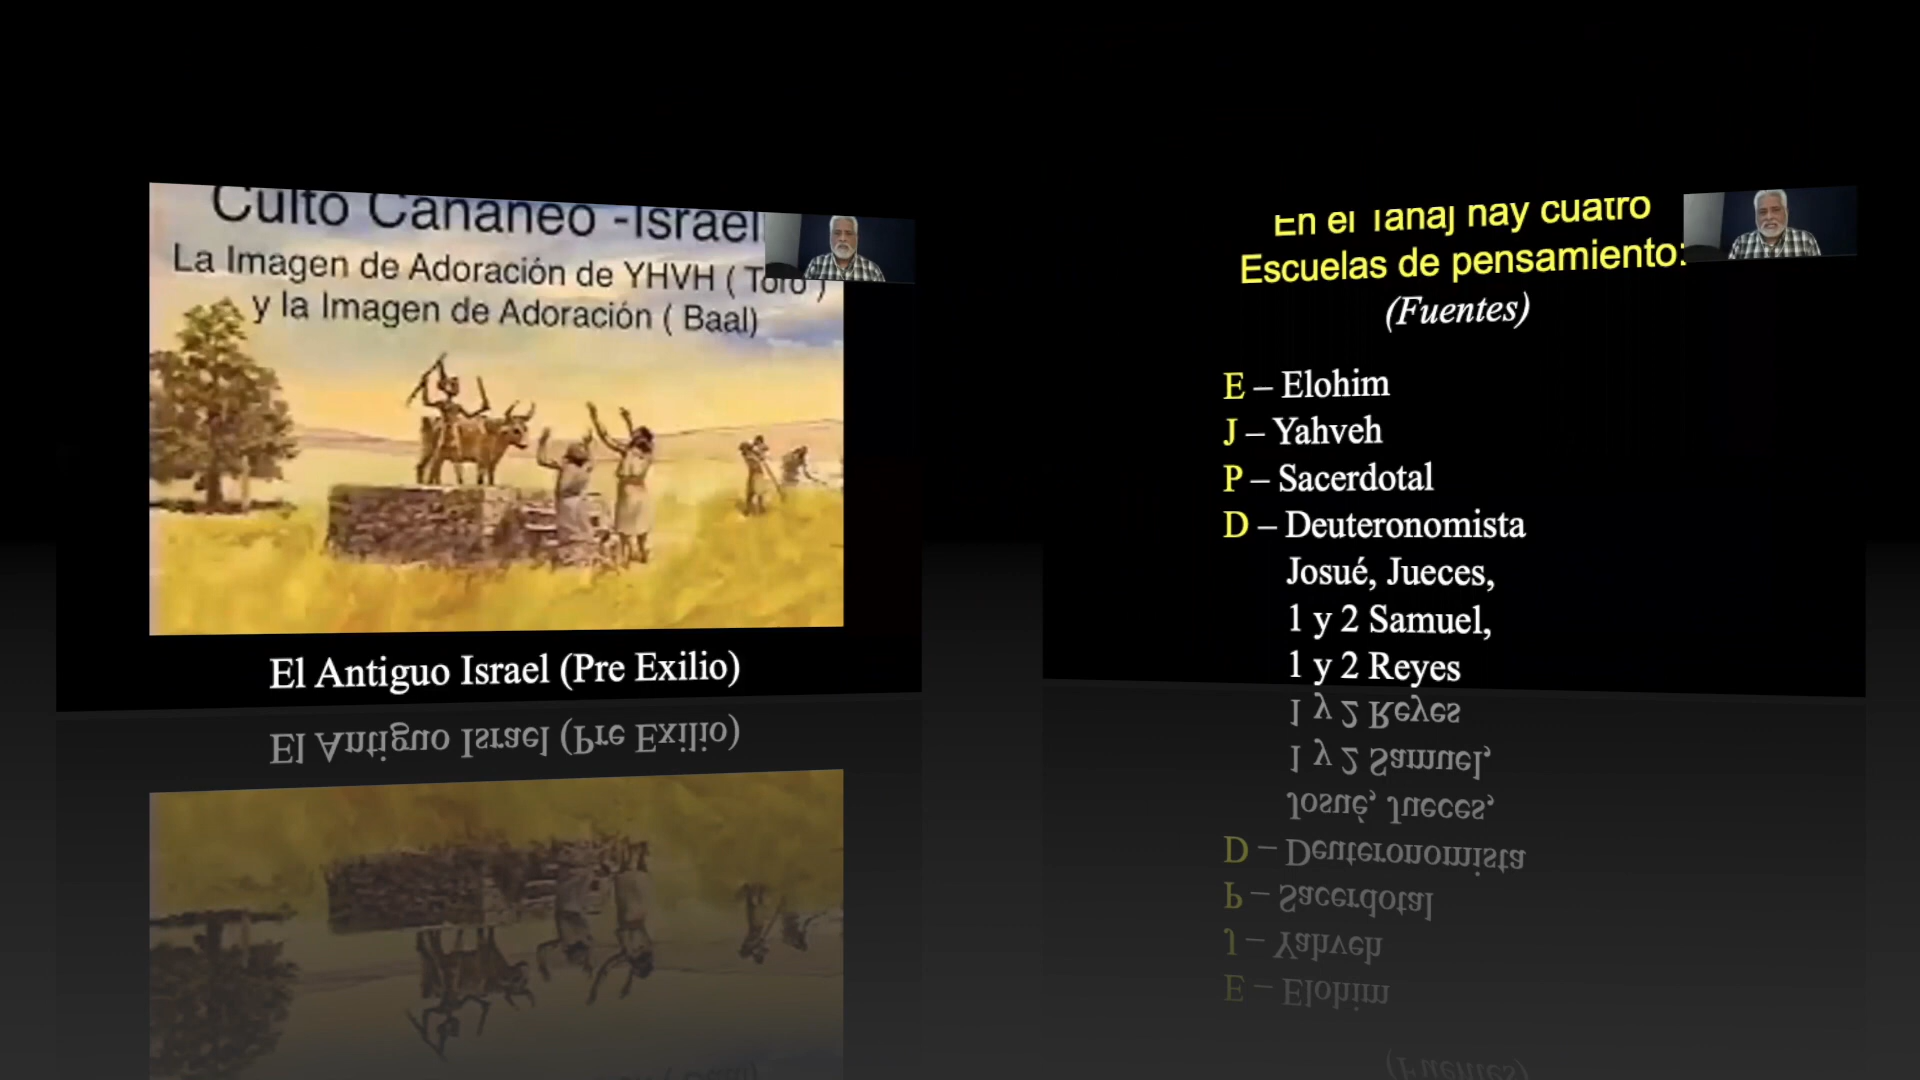 Culto Cananeo -Israel
La Imagen de Adoración de YHVH ( Toro )
y la Imagen de Adoración ( Baal)
El Antiguo Israel (Pre Exilio)
En el Tanaj hay cuatro
Escuelas de pensamiento:
(Fuentes)
E – Elohim
J – Yahveh
P – Sacerdotal
D – Deuteronomista
Josué, Jueces,
1 y 2 Samuel,
1 y 2 Reyes